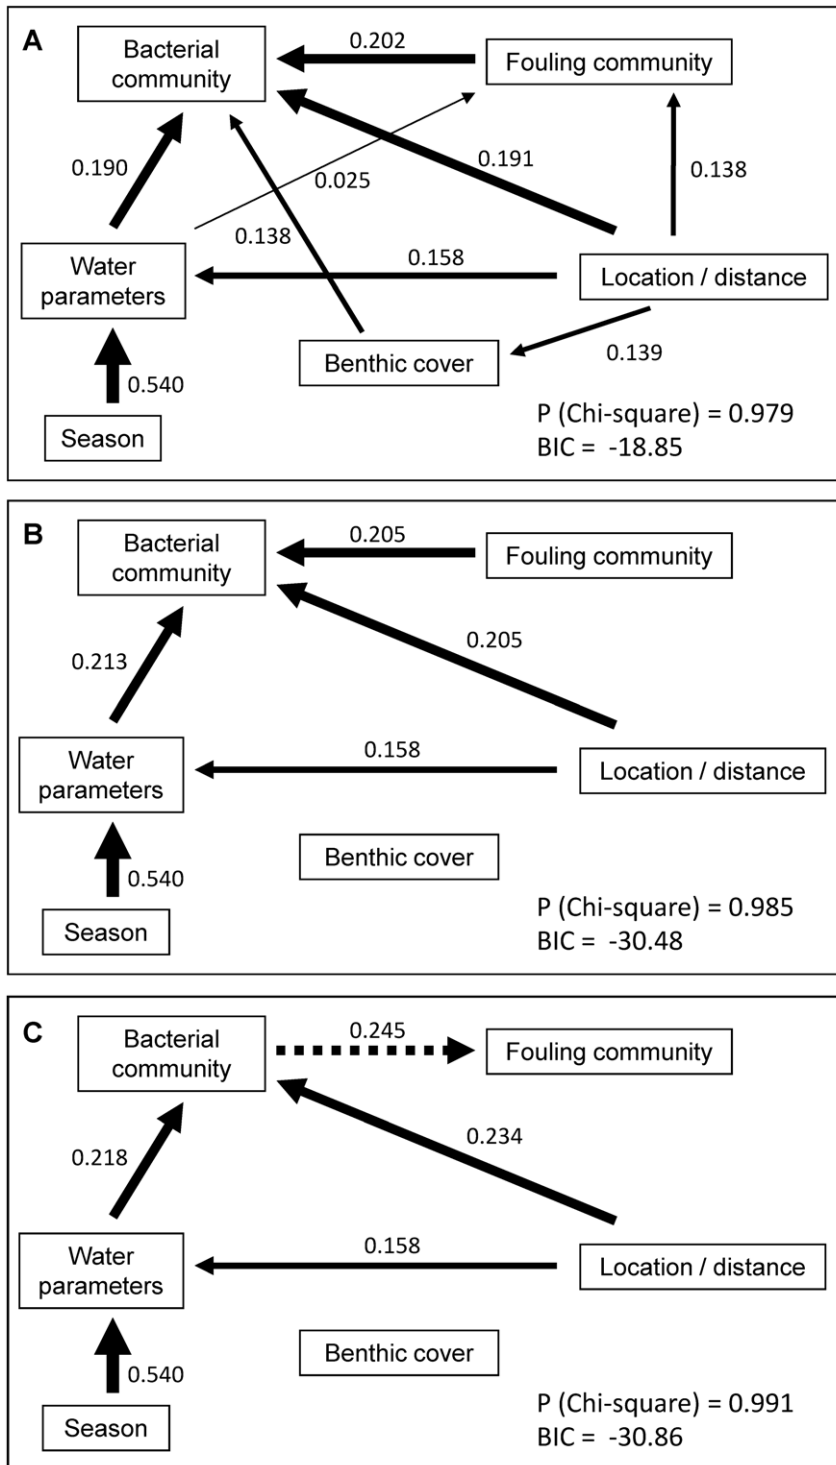 A
Bacterial
community
0.202
Fouling community
0.190
0.025
0.191
0.138
0.138
Water
parameters
0.158
Location / distance
0.139
Benthic cover
0.540
Season
P (Chi-square) = 0.979
BIC = -18.85
B
Bacterial
community
0.205
Fouling community
0.213
0.205
Water
parameters
0.158
Location / distance
Benthic cover
0.540
Season
P (Chi-square) = 0.985
BIC = -30.48
C
Bacterial
community
0.245
Fouling community
0.218
0.234
Water
parameters
0.158
Location / distance
Benthic cover
0.540
Season
P (Chi-square) = 0.991
BIC = -30.86